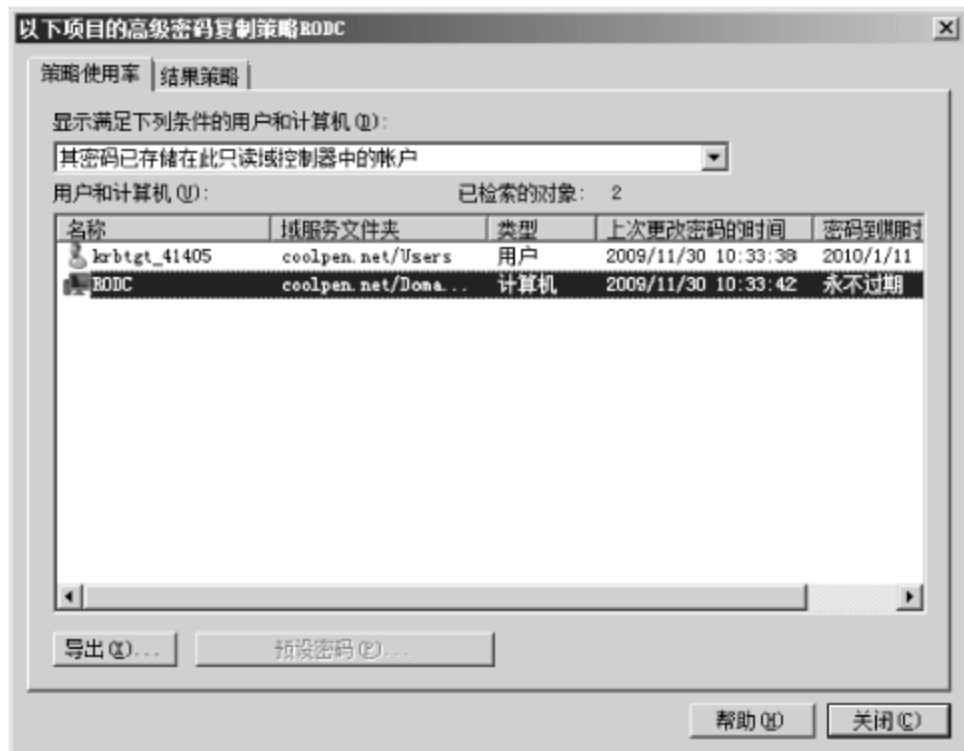 以下项目的高级密码复制策略RODC
策略使用率 结果策略
显示满足下列条件的用户和计算机(D):
其密码已存储在此只读域控制器中的帐户
用户和计算机(U): 已检索的对象: 2
名称 域服务文件夹 类型 上次更改密码的时间 密码到期时
krbtgt_41405 coolpen.net/Users 用户 2009/11/30 10:33:38 2010/1/11
RODC coolpen.net/Doma... 计算机 2009/11/30 10:33:42 永不过期
导出(X)... 预设密码(P)...
帮助(H) 关闭(C)